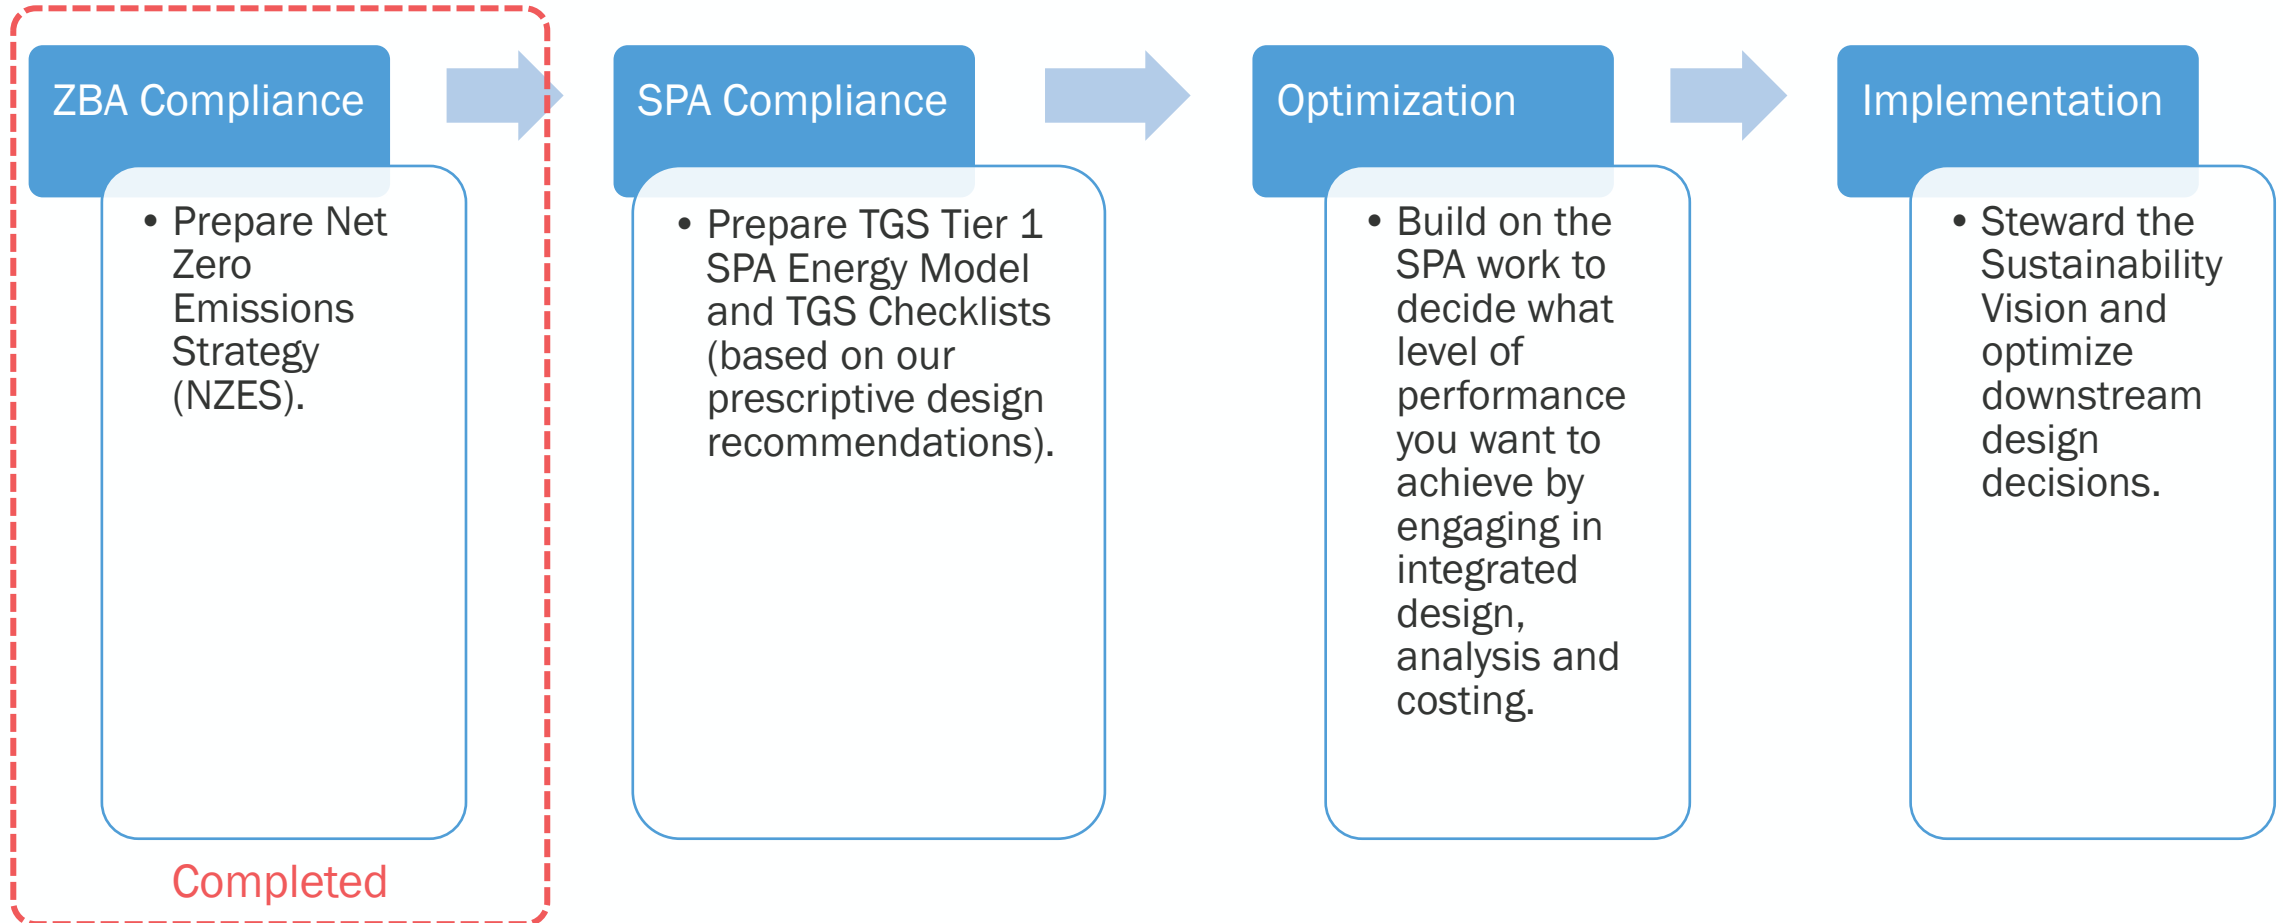 ZBA Compliance
• Prepare Net
Zero
Emissions
Strategy
(NZES).
Completed
SPA Compliance
• Prepare TGS Tier 1
SPA Energy Model
and TGS Checklists
(based on our
prescriptive design
recommendations).
Optimization
• Build on the
SPA work to
decide what
level of
performance
you want to
achieve by
engaging in
integrated
design,
analysis and
costing.
Implementation
• Steward the
Sustainability
Vision and
optimize
downstream
design
decisions.